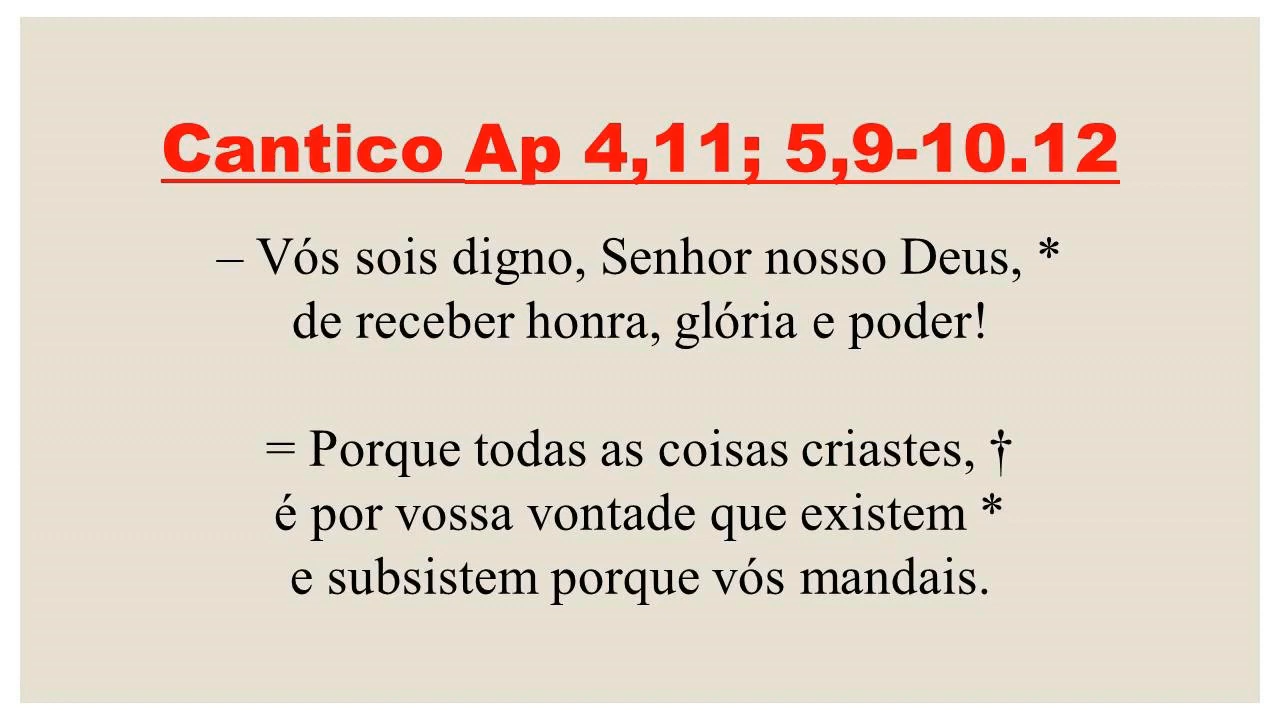 Cantico Ap 4,11; 5,9-10.12
– Vós sois digno, Senhor nosso Deus, *
de receber honra, glória e poder!
= Porque todas as coisas criastes, †
é por vossa vontade que existem *
e subsistem porque vós mandais.